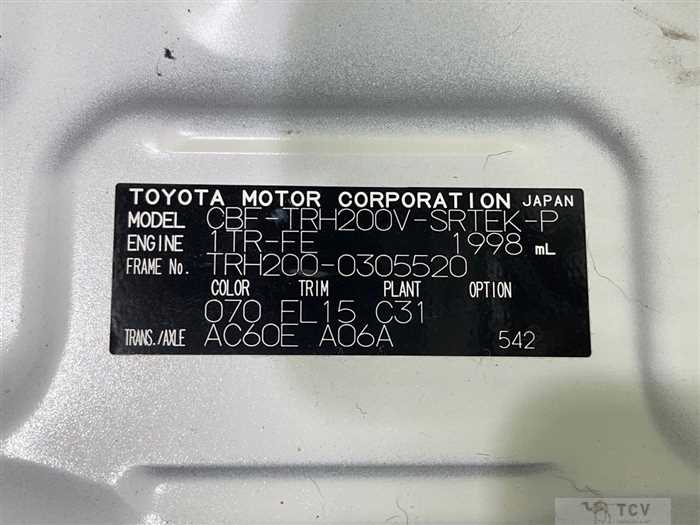 TOYOTA MOTOR CORPORATION JAPAN
MODEL CBF-TRH200V-SRTEK-P
ENGINE 1TR-FE 1998 mL
FRAME No. TRH200-0305520
COLOR TRIM PLANT OPTION
070 FL15 C31
TRANS./AXLE AC60E A06A 542
TCV